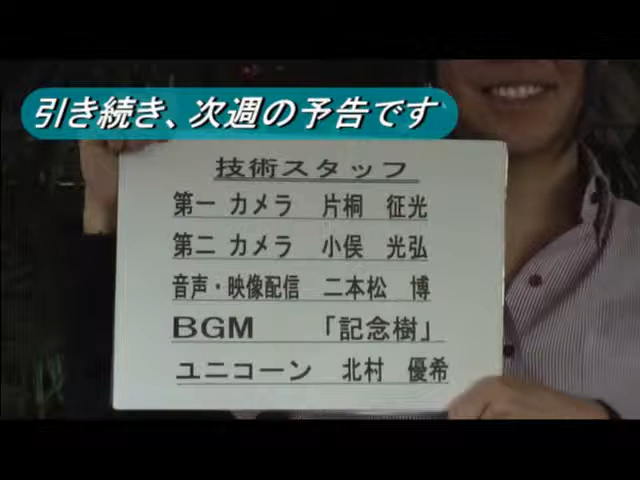 引き続き、次週の予告です
技術スタッフ
第一 カメラ 片桐 征光
第二 カメラ 小俣 光弘
音声・映像配信 二本松 博
BGM 「記念樹」
ユニコーン 北村 優希